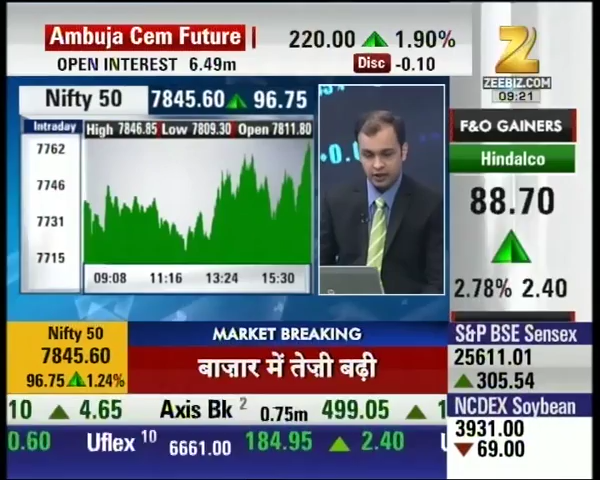 Ambuja Cem Future
220.00 1.90%
OPEN INTEREST 6.49m
Disc -0.10
Z
ZEEBIZ.COM
09:21
Nifty 50
7845.60 96.75
Intraday
High 7846.85 Low 7809.30 Open 7811.80
7762
7746
7731
7715
09:08 11:16 13:24 15:30
F&O GAINERS
Hindalco
88.70
2.78% 2.40
Nifty 50
7845.60
96.75 1.24%
MARKET BREAKING
बाज़ार में तेजी बढ़ी
S&P BSE Sensex
25611.01
305.54
NCDEX Soybean
3931.00
69.00
10 4.65 Axis Bk 2 0.75m 499.05 1
0.60 Uflex 10 6661.00 184.95 2.40